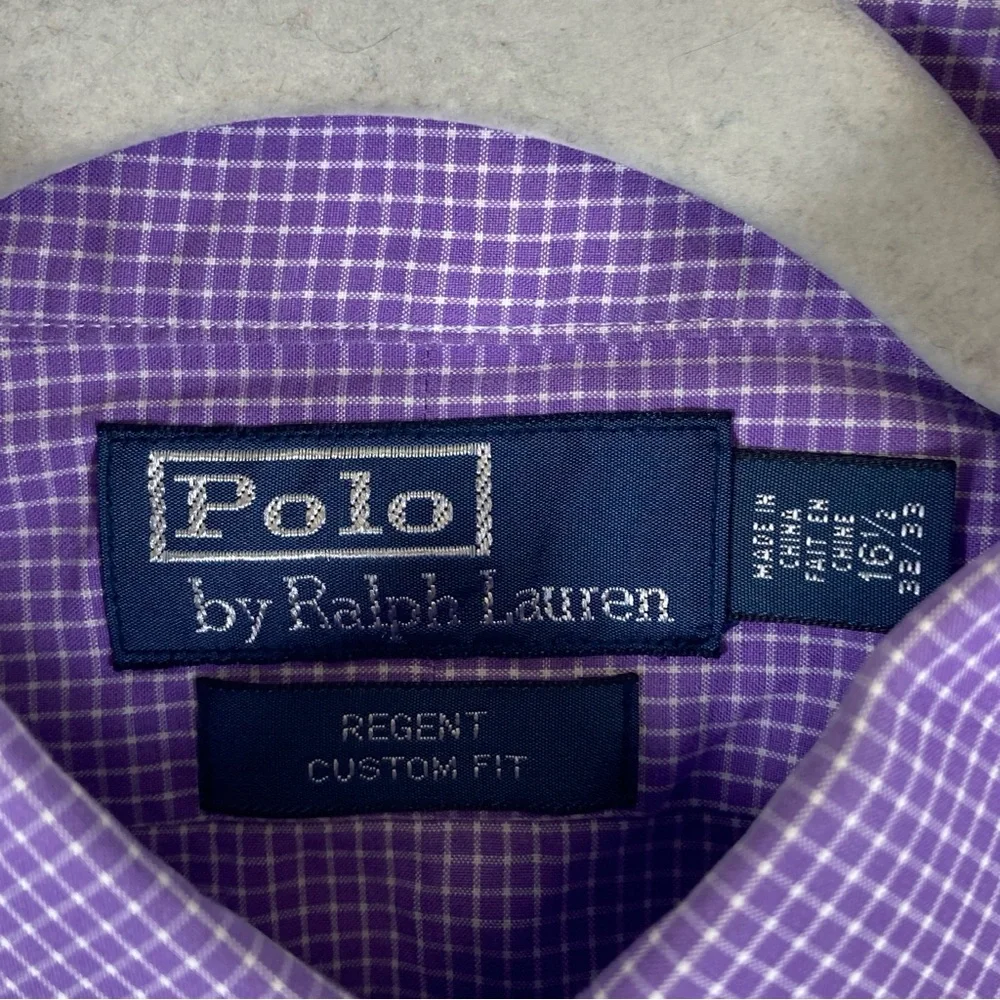 Polo
by Ralph Lauren
MADE IN
CHINA
FAIT EN
CHINE
16½
32/33
REGENT
CUSTOM FIT